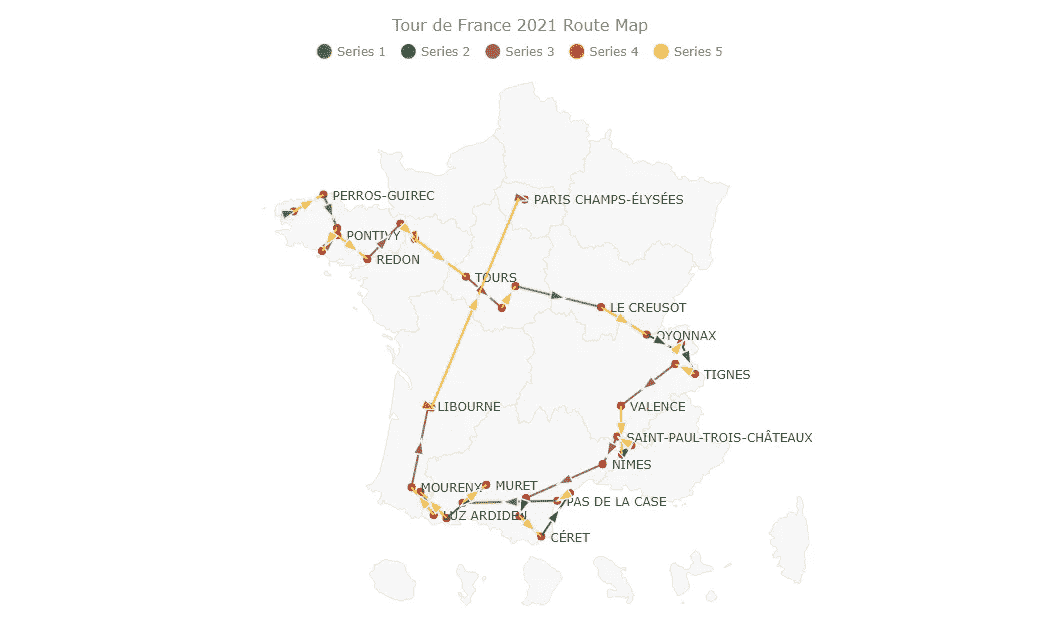 Tour de France 2021 Route Map
Series 1 Series 2 Series 3 Series 4 Series 5
PERROS-GUIREC
PARIS CHAMPS-ÉLYSÉES
PONTIVY
REDON
TOURS
LE CREUSOT
OYONNAX
TIGNES
LIBOURNE
VALENCE
SAINT-PAUL-TROIS-CHÂTEAUX
NÎMES
MOURENX
MURET
PAS DE LA CASE
LUZ ARDIDEN
CÉRET